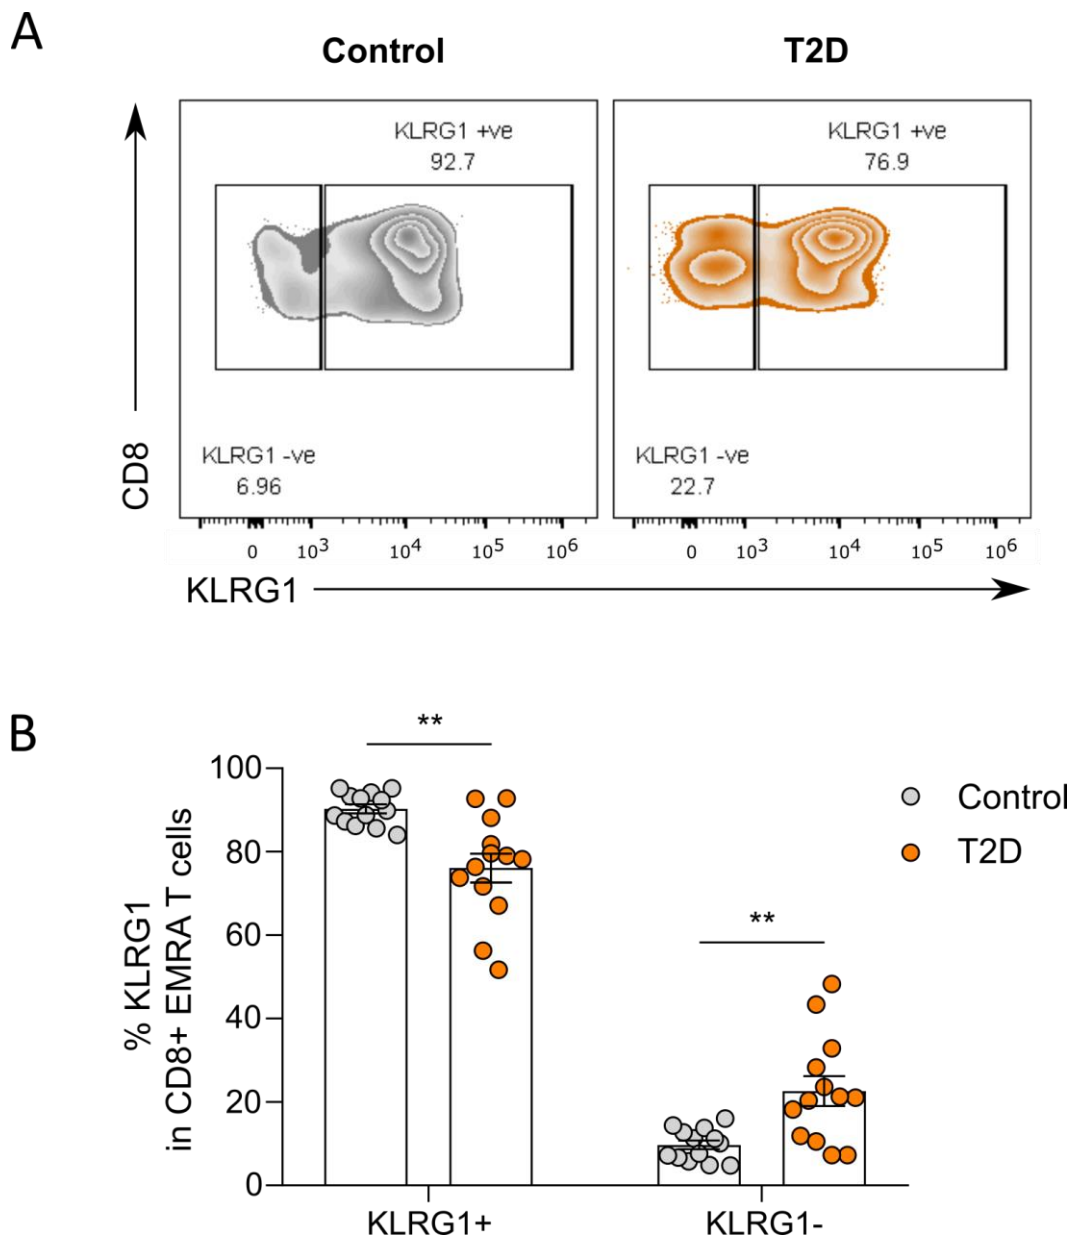 A
Control
T2D
KLRG1 +ve
92.7
KLRG1 +ve
76.9
CD8
KLRG1 -ve
6.96
KLRG1 -ve
22.7
0 10³ 10⁴ 10⁵ 10⁶
0 10³ 10⁴ 10⁵ 10⁶
KLRG1
B
**
**
% KLRG1
in CD8+ EMRA T cells
100
80
60
40
20
0
Control
T2D
KLRG1+
KLRG1-